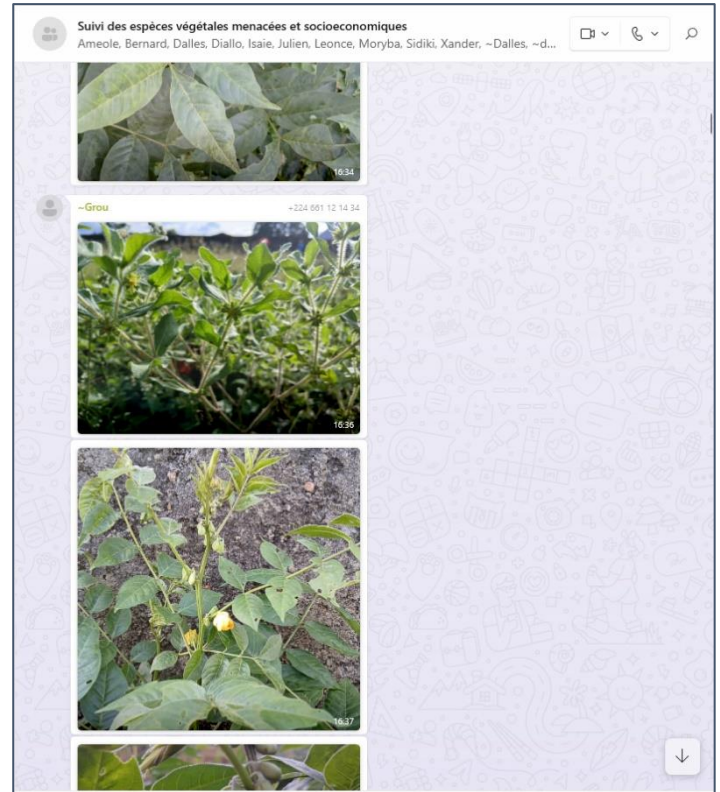 Suivi des espèces végétales menacées et socioeconomiques
Ameole, Bernard, Dalles, Diallo, Isaie, Julien, Leonce, Moryba, Sidiki, Xander, ~Dalles, ~d...
16:34
~Grou +224 661 12 14 34
16:36
16:37